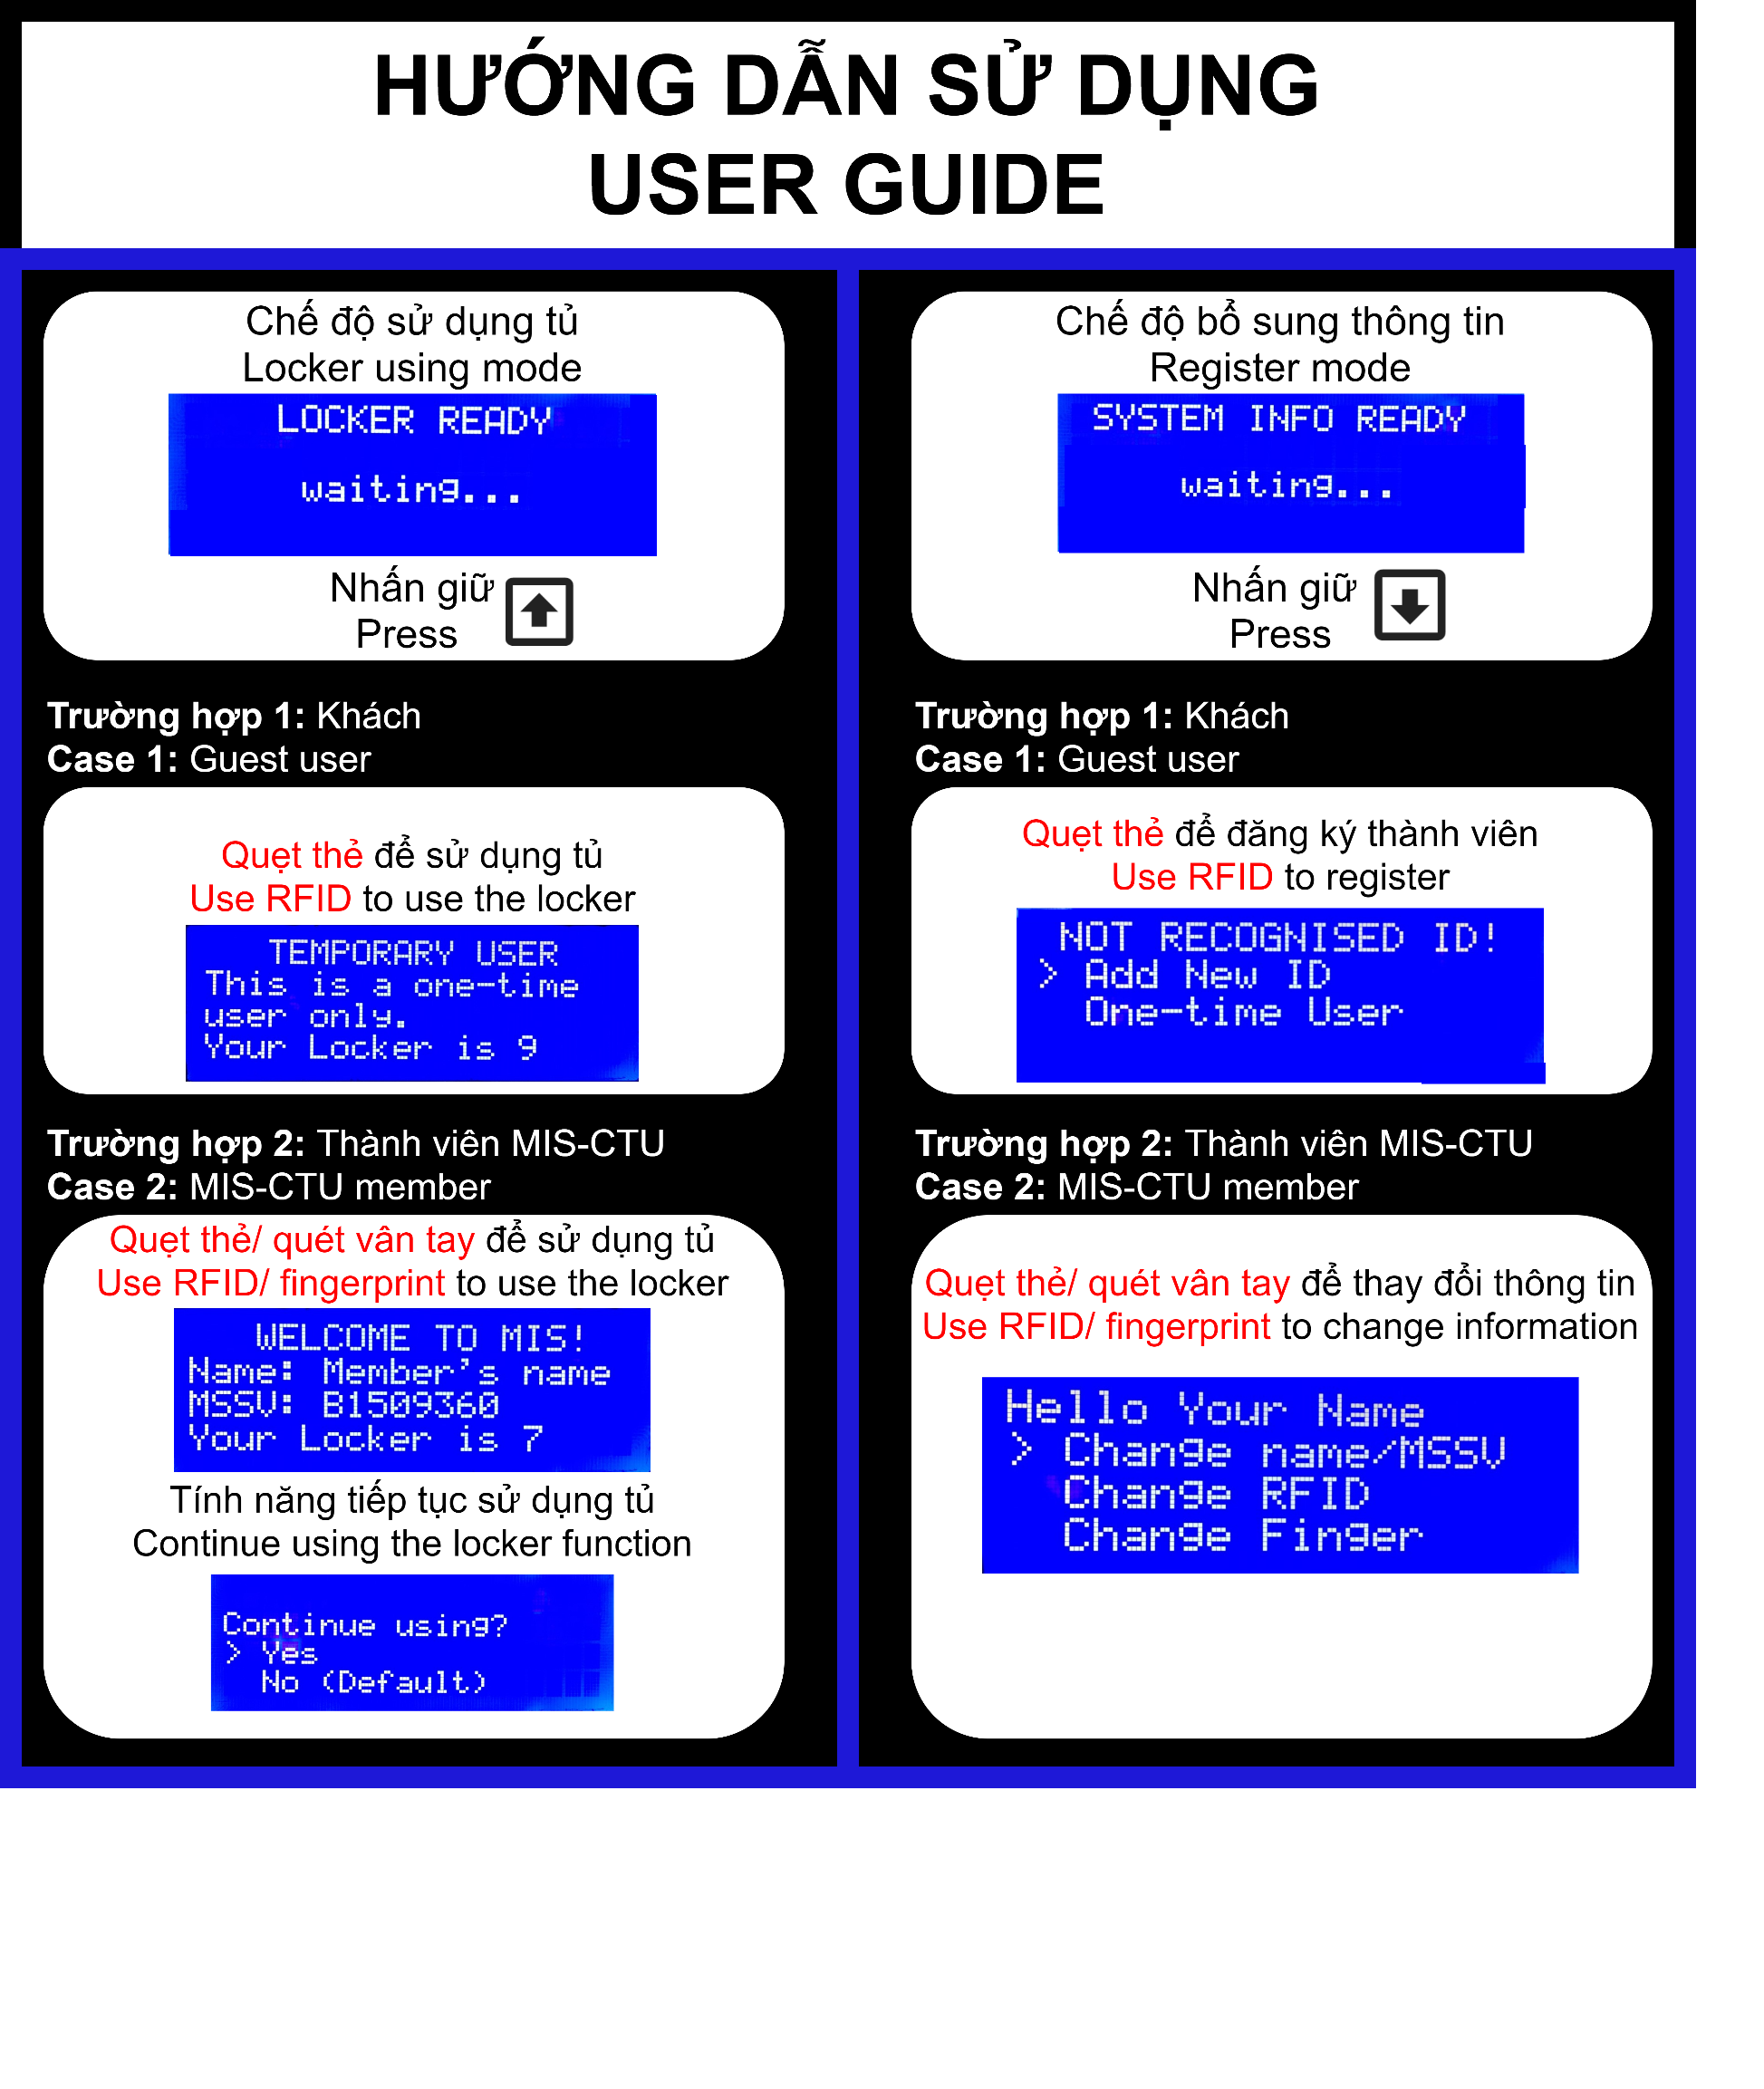 HƯỚNG DẪN SỬ DỤNG
USER GUIDE
Chế độ sử dụng tủ
Locker using mode
LOCKER READY
waiting...
Nhấn giữ
Press
Trường hợp 1: Khách
Case 1: Guest user
Quẹt thẻ để sử dụng tủ
Use RFID to use the locker
TEMPORARY USER
This is a one-time
user only.
Your Locker is 9
Trường hợp 2: Thành viên MIS-CTU
Case 2: MIS-CTU member
Quẹt thẻ/ quét vân tay để sử dụng tủ
Use RFID/ fingerprint to use the locker
WELCOME TO MIS!
Name: Member's name
MSSV: B1509360
Your Locker is 7
Tính năng tiếp tục sử dụng tủ
Continue using the locker function
Continue using?
> Yes
No (Default)
Chế độ bổ sung thông tin
Register mode
SYSTEM INFO READY
waiting...
Nhấn giữ
Press
Trường hợp 1: Khách
Case 1: Guest user
Quẹt thẻ để đăng ký thành viên
Use RFID to register
NOT RECOGNISED ID!
> Add New ID
One-time User
Trường hợp 2: Thành viên MIS-CTU
Case 2: MIS-CTU member
Quẹt thẻ/ quét vân tay để thay đổi thông tin
Use RFID/ fingerprint to change information
Hello Your Name
> Change name/MSSV
Change RFID
Change Finger